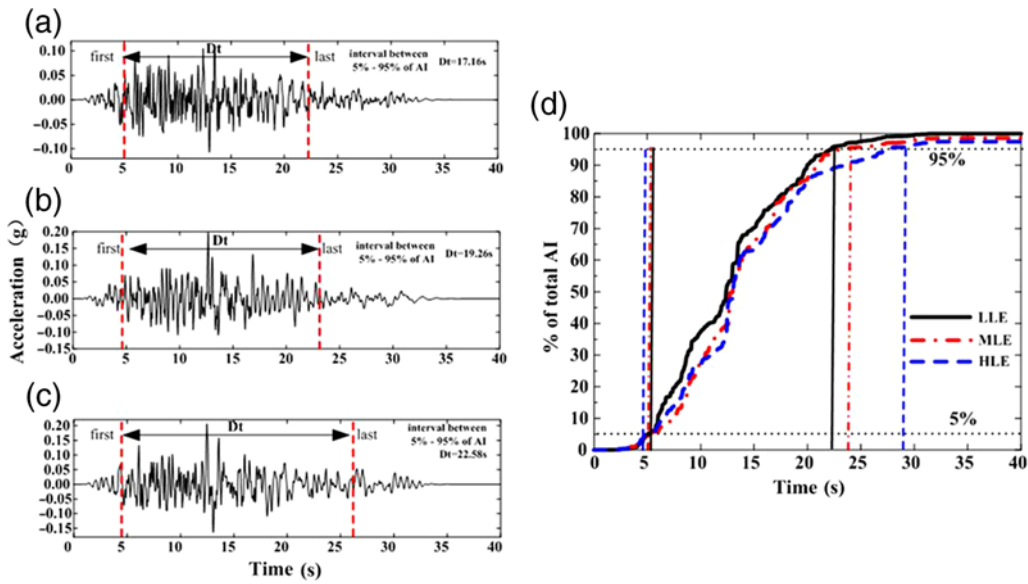 (a)
0.10
0.05
0.00
−0.05
−0.10
first
Dt
last
interval between
5% - 95% of AI
Dt=17.16s
0 5 10 15 20 25 30 35 40
(b)
0.20
0.15
0.10
0.05
0.00
−0.05
−0.10
−0.15
first
Dt
last
interval between
5% - 95% of AI
Dt=19.26s
0 5 10 15 20 25 30 35 40
Acceleration (g)
(c)
0.20
0.15
0.10
0.05
0.00
−0.05
−0.10
−0.15
first
Dt
last
interval between
5% - 95% of AI
Dt=22.58s
0 5 10 15 20 25 30 35 40
Time (s)
(d)
100
90
80
70
60
50
40
30
20
10
0
% of total AI
95%
LLE
MLE
HLE
5%
0 5 10 15 20 25 30 35 40
Time (s)